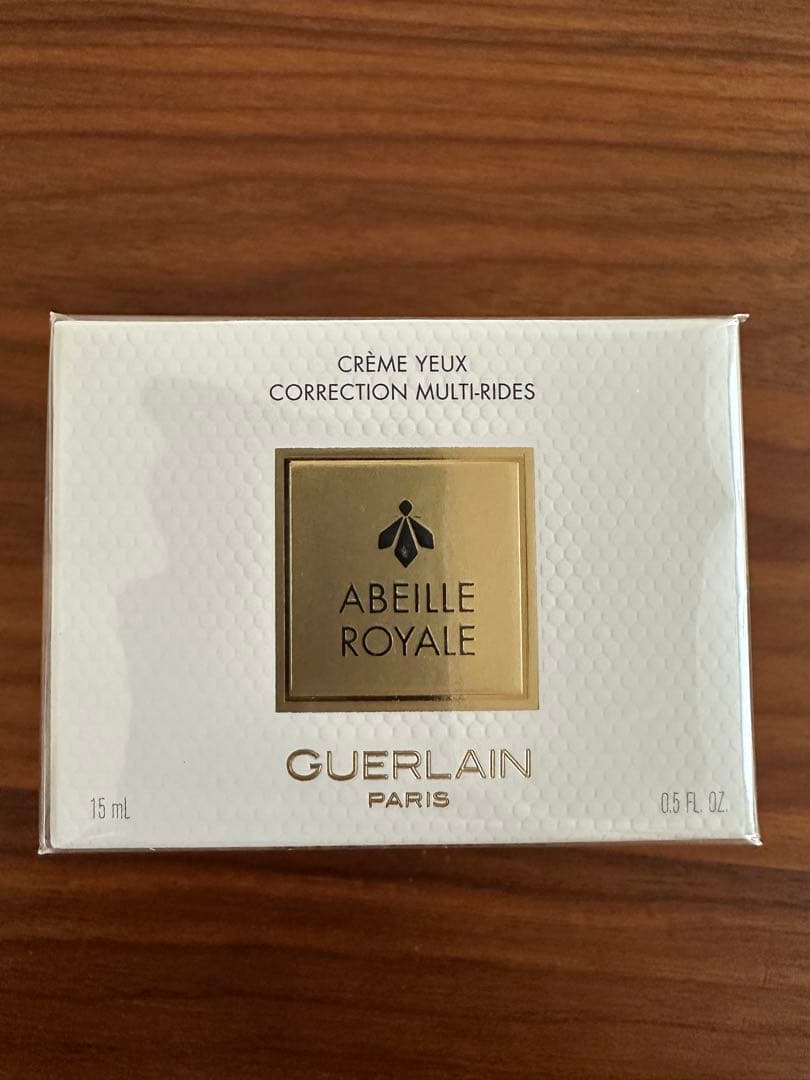 CRÈME YEUX
CORRECTION MULTI-RIDES
ABEILLE
ROYALE
GUERLAIN
PARIS
15 mL
0.5 FL. OZ.